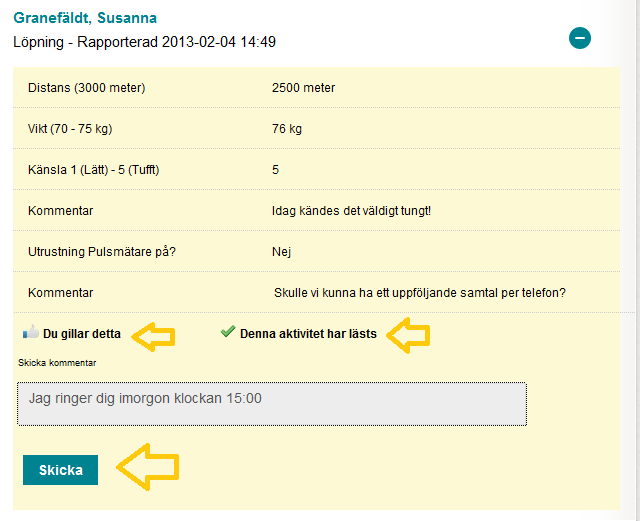 Granefäldt, Susanna
Löpning - Rapporterad 2013-02-04 14:49
Distans (3000 meter) 2500 meter
Vikt (70 - 75 kg) 76 kg
Känsla 1 (Lätt) - 5 (Tufft) 5
Kommentar Idag kändes det väldigt tungt!
Utrustning Pulsmätare på? Nej
Kommentar Skulle vi kunna ha ett uppföljande samtal per telefon?
Du gillar detta Denna aktivitet har lästs
Skicka kommentar
Jag ringer dig imorgon klockan 15:00
Skicka